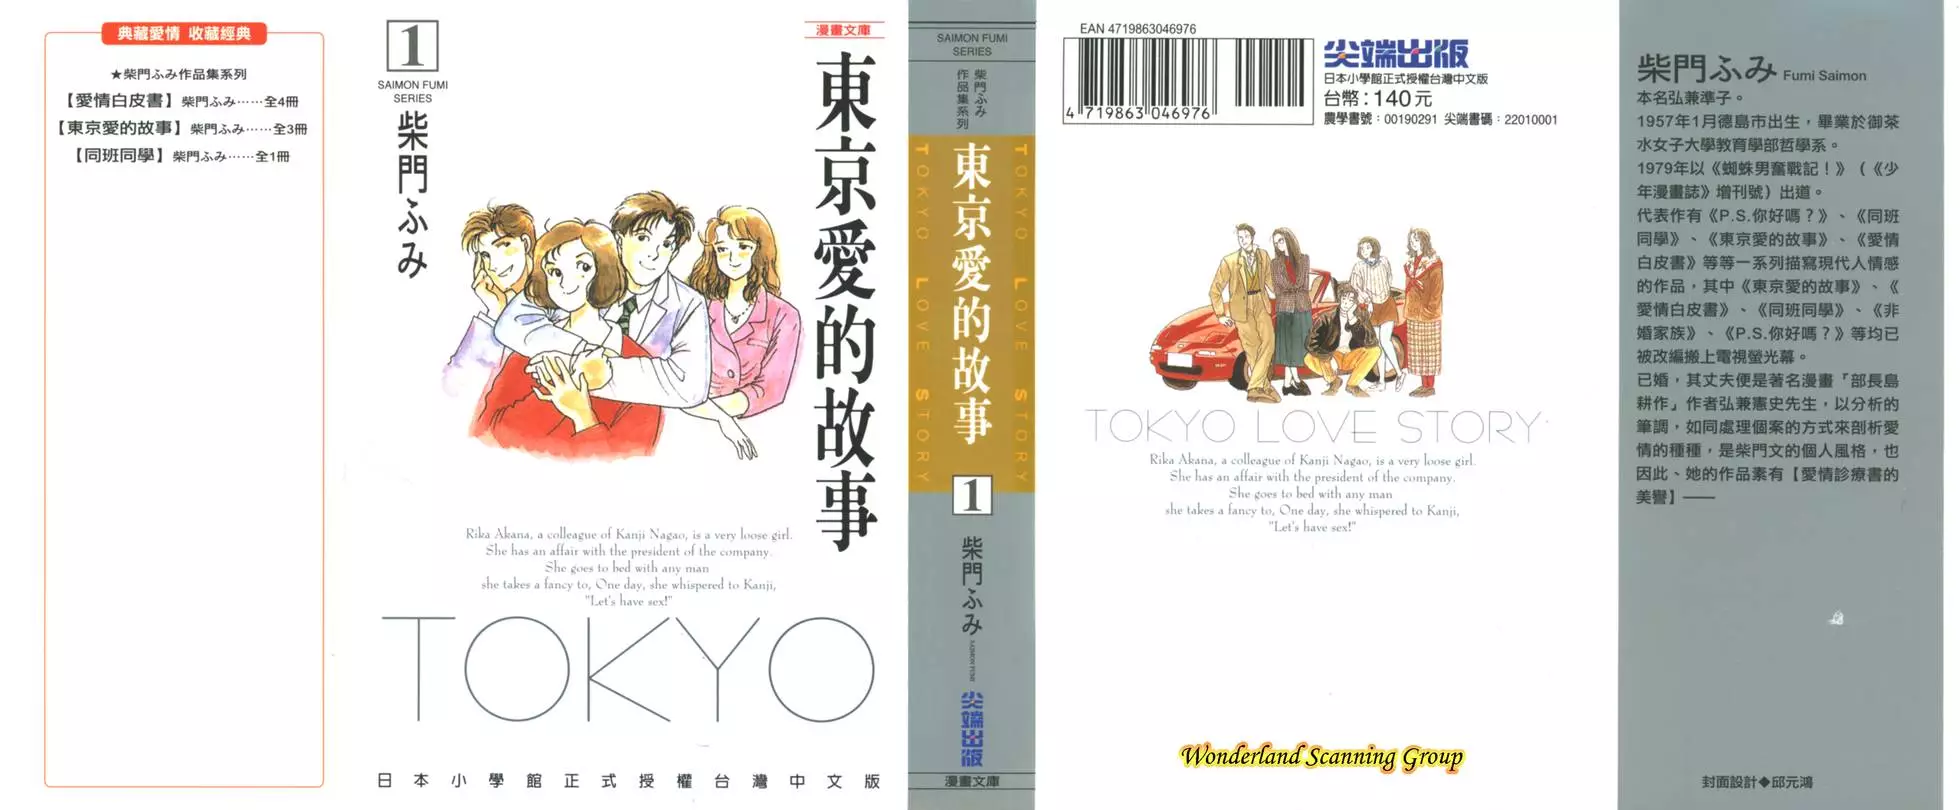 典藏愛情 收藏經典
★柴門ふみ作品集系列
【愛情白皮書】柴門ふみ……全4冊
【東京愛的故事】柴門ふみ……全3冊
【同班同學】柴門ふみ……全1冊
1
SAIMON FUMI
SERIES
柴門ふみ
漫畫文庫
東京愛的故事
Rika Akana, a colleague of Kanji Nagao, is a very loose girl.
She has an affair with the president of the company.
She goes to bed with any man
she takes a fancy to, One day, she whispered to Kanji,
"Let's have sex!"
TOKYO
日本小學館正式授權台灣中文版
SAIMON FUMI
SERIES
柴門ふみ
作品集系列
TOKYO LOVE STORY
東京愛的故事
TOKYO LOVE STORY
1
柴門ふみ
SAIMON FUMI
尖端出版
漫畫文庫
EAN 4719863046976
4 719863 046976
尖端出版
日本小學館正式授權台灣中文版
台幣：140元
農學書號：00190291 尖端書碼：22010001
TOKYO LOVE STORY
Rika Akana, a colleague of Kanji Nagao, is a very loose girl.
She has an affair with the president of the company.
She goes to bed with any man
she takes a fancy to, One day, she whispered to Kanji,
"Let's have sex!"
Wonderland Scanning Group
柴門ふみ Fumi Saimon
本名弘兼準子。
1957年1月德島市出生，畢業於御茶
水女子大學教育學部哲學系。
1979年以《蜘蛛男奮戰記！》（《少
年漫畫誌》增刊號）出道。
代表作有《P.S.你好嗎？》、《同班
同學》、《東京愛的故事》、《愛情
白皮書》等等一系列描寫現代人情感
的作品，其中《東京愛的故事》、《
愛情白皮書》、《同班同學》、《非
婚家族》、《P.S.你好嗎？》等均已
被改編搬上電視螢光幕。
已婚，其丈夫便是著名漫畫「部長島
耕作」作者弘兼憲史先生，以分析的
筆調，如同處理個案的方式來剖析愛
情的種種，是柴門文的個人風格，也
因此、她的作品素有【愛情診療書的
美譽】——
封面設計◆邱元鴻